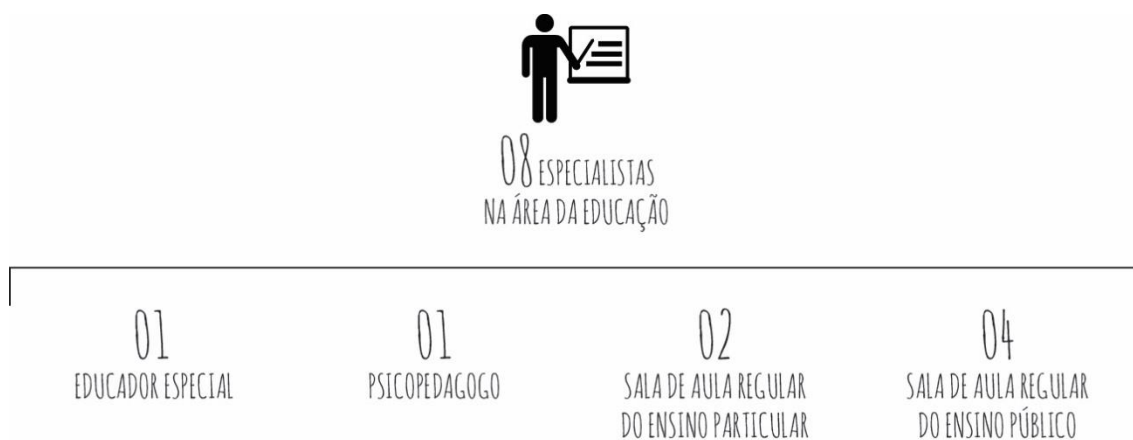 08 ESPECIALISTAS
NA ÁREA DA EDUCAÇÃO
01
EDUCADOR ESPECIAL
01
PSICOPEDAGOGO
02
SALA DE AULA REGULAR
DO ENSINO PARTICULAR
04
SALA DE AULA REGULAR
DO ENSINO PÚBLICO